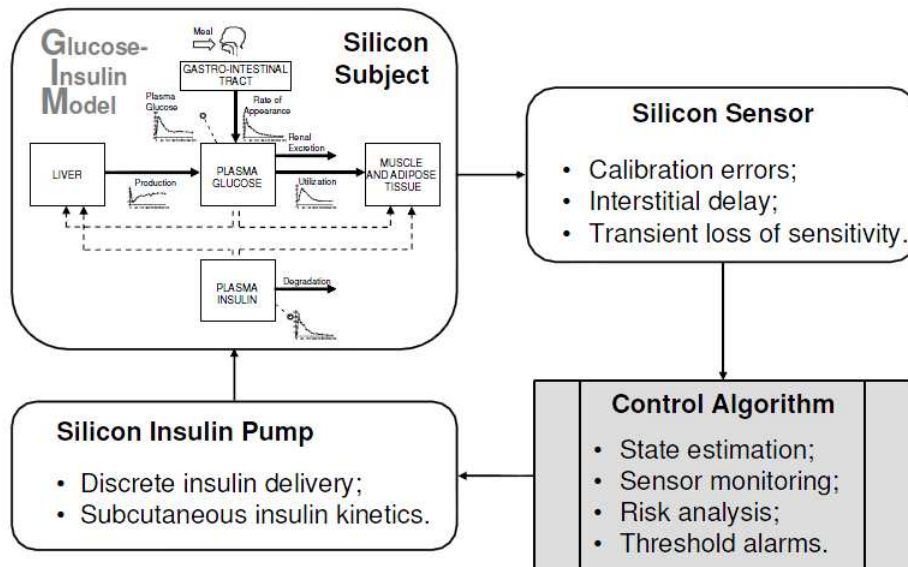 Glucose-
Insulin
Model
Silicon
Subject
Meal
GASTRO-INTESTINAL
TRACT
Plasma
Glucose
Rate of
Appearance
Renal
Excretion
LIVER
Production
PLASMA
GLUCOSE
Utilization
MUSCLE
AND ADIPOSE
TISSUE
PLASMA
INSULIN
Degradation
Silicon Sensor
• Calibration errors;
• Interstitial delay;
• Transient loss of sensitivity.
Control Algorithm
• State estimation;
• Sensor monitoring;
• Risk analysis;
• Threshold alarms.
Silicon Insulin Pump
• Discrete insulin delivery;
• Subcutaneous insulin kinetics.